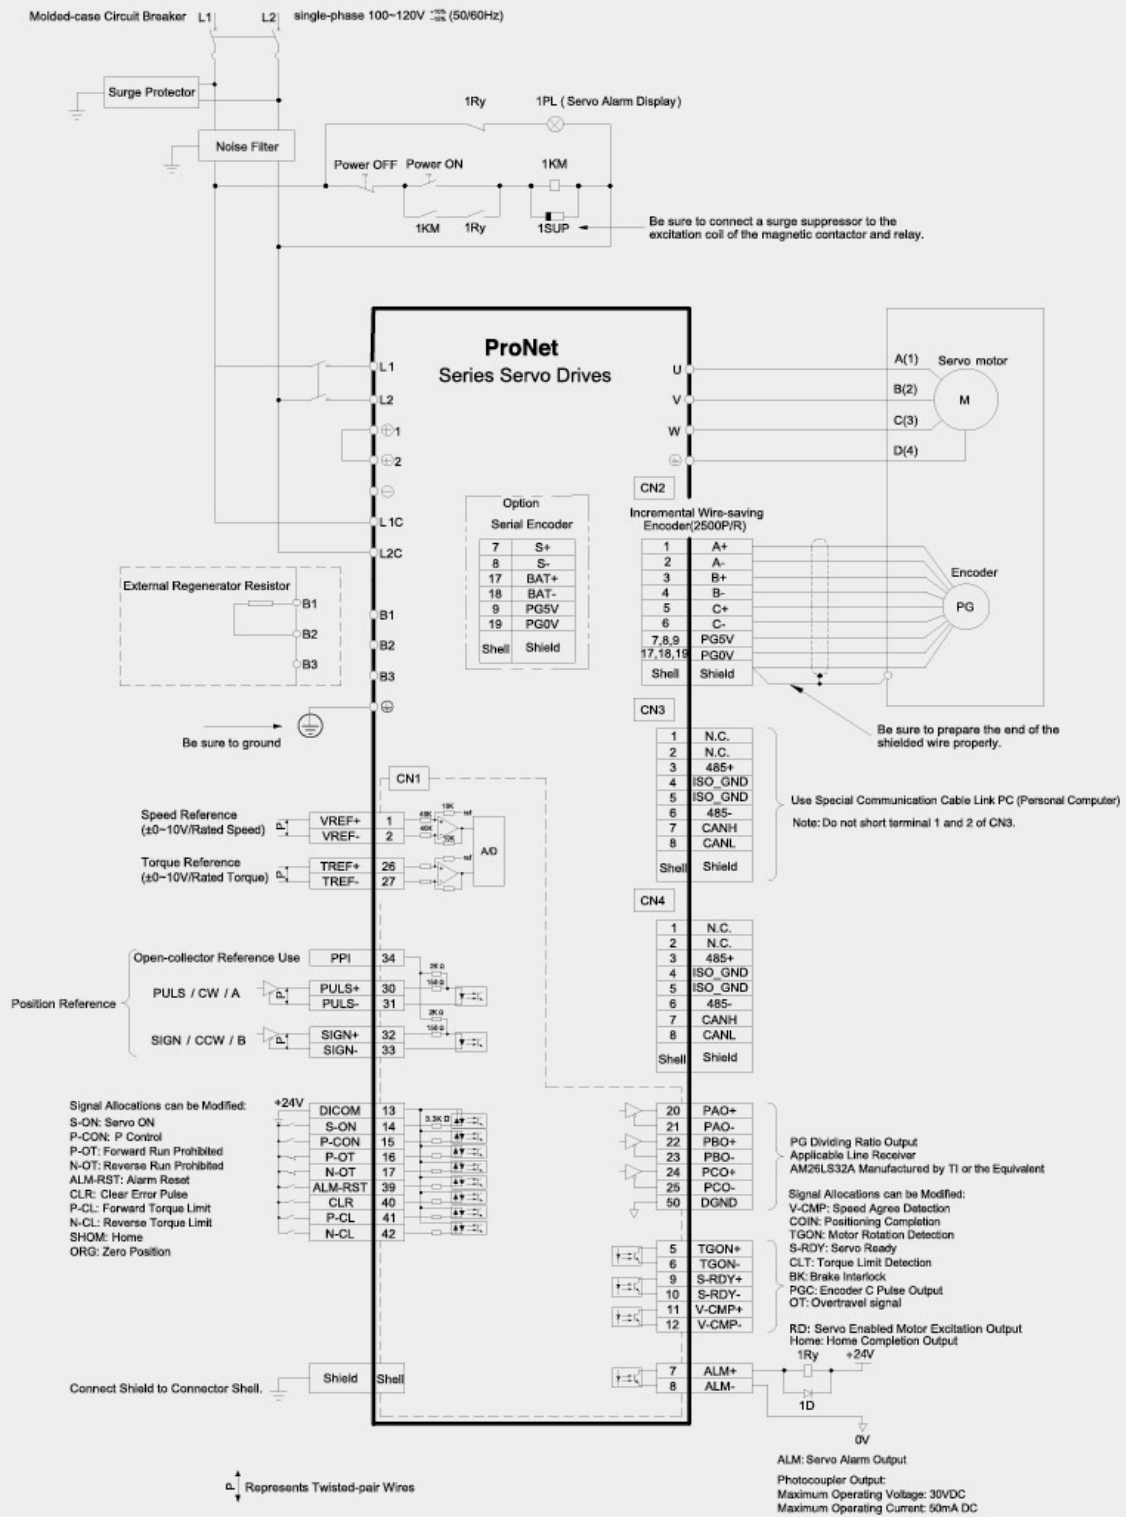 Molded-case Circuit Breaker L1 L2 single-phase 100~120V (50/60Hz)
Surge Protector
Noise Filter
1Ry 1PL ( Servo Alarm Display )
Power OFF Power ON 1KM
1KM 1Ry 1SUP
Be sure to connect a surge suppressor to the
excitation coil of the magnetic contactor and relay.
ProNet
Series Servo Drives
L1
L2
1
2
L1C
L2C
B1
B2
B3
U
V
W
A(1)
B(2)
C(3)
D(4)
Servo motor
M
External Regenerator Resistor
B1
B2
B3
Be sure to ground
Option
Serial Encoder
7 S+
8 S-
17 BAT+
18 BAT-
9 PG5V
19 PG0V
Shell Shield
CN2
Incremental Wire-saving
Encoder(2500P/R)
1 A+
2 A-
3 B+
4 B-
5 C+
6 C-
7,8,9 PG5V
17,18,19 PG0V
Shell Shield
Encoder
PG
Be sure to prepare the end of the
shielded wire properly.
CN3
1 N.C.
2 N.C.
3 485+
4 ISO_GND
5 ISO_GND
6 485-
7 CANH
8 CANL
Shell Shield
Use Special Communication Cable Link PC (Personal Computer)
Note: Do not short terminal 1 and 2 of CN3.
CN4
1 N.C.
2 N.C.
3 485+
4 ISO_GND
5 ISO_GND
6 485-
7 CANH
8 CANL
Shell Shield
CN1
Speed Reference
(±0~10V/Rated Speed)
P
VREF+ 1
VREF- 2
10K
40K
ref
40K
10K
A/D
Torque Reference
(±0~10V/Rated Torque)
P
TREF+ 26
TREF- 27
ref
Position Reference
Open-collector Reference Use PPI 34
PULS / CW / A P PULS+ 30
PULS- 31
2K Ω
150 Ω
SIGN / CCW / B P SIGN+ 32
SIGN- 33
2K Ω
150 Ω
Signal Allocations can be Modified:
S-ON: Servo ON
P-CON: P Control
P-OT: Forward Run Prohibited
N-OT: Reverse Run Prohibited
ALM-RST: Alarm Reset
CLR: Clear Error Pulse
P-CL: Forward Torque Limit
N-CL: Reverse Torque Limit
SHOM: Home
ORG: Zero Position
+24V
DICOM 13
S-ON 14
P-CON 15
P-OT 16
N-OT 17
ALM-RST 39
CLR 40
P-CL 41
N-CL 42
3.3K Ω
20 PAO+
21 PAO-
22 PBO+
23 PBO-
24 PCO+
25 PCO-
50 DGND
PG Dividing Ratio Output
Applicable Line Receiver
AM26LS32A Manufactured by TI or the Equivalent
5 TGON+
6 TGON-
9 S-RDY+
10 S-RDY-
11 V-CMP+
12 V-CMP-
Signal Allocations can be Modified:
V-CMP: Speed Agree Detection
COIN: Positioning Completion
TGON: Motor Rotation Detection
S-RDY: Servo Ready
CLT: Torque Limit Detection
BK: Brake Interlock
PGC: Encoder C Pulse Output
OT: Overtravel signal
RD: Servo Enabled Motor Excitation Output
Home: Home Completion Output
1Ry +24V
7 ALM+
8 ALM-
1D
0V
Connect Shield to Connector Shell. Shield Shell
ALM: Servo Alarm Output
Photocoupler Output:
Maximum Operating Voltage: 30VDC
Maximum Operating Current: 50mA DC
P Represents Twisted-pair Wires